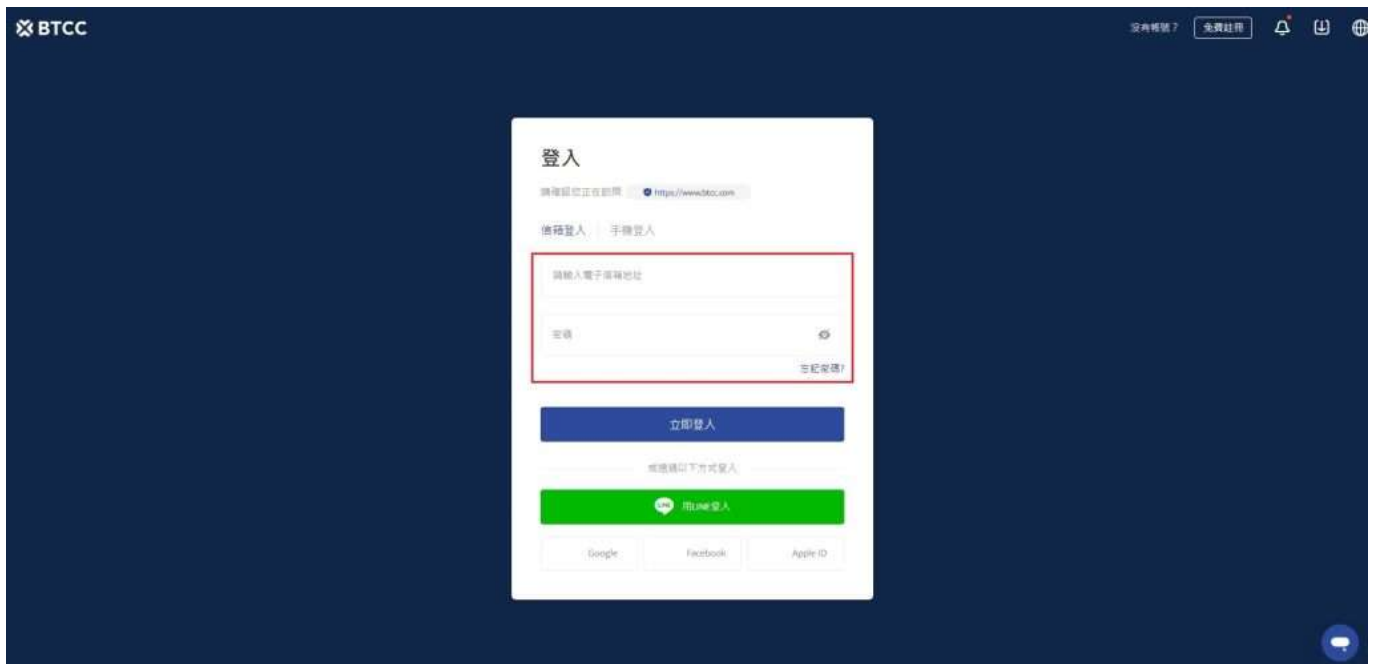 BTCC
沒有帳號？ 免費註冊
登入
請確認您正在訪問 https://www.btcc.com
信箱登入 手機登入
請輸入電子信箱地址
密碼
忘記密碼?
立即登入
或透過以下方式登入
LINE 用LINE登入
Google Facebook Apple ID